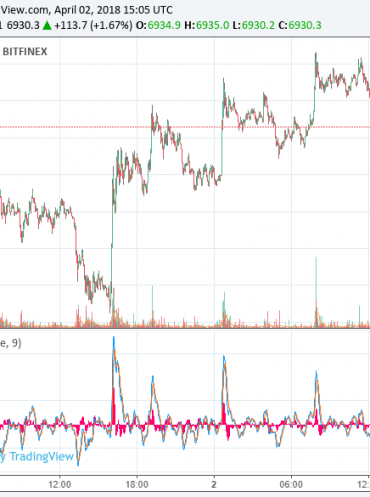 View.com, April 02, 2018 15:05 UTC
6930.3 ▲ +113.7 (+1.67%) O:6934.9 H:6935.0 L:6930.2 C:6930.3
BITFINEX
e, 9)
y TradingView
12:00 18:00 2 06:00 12: